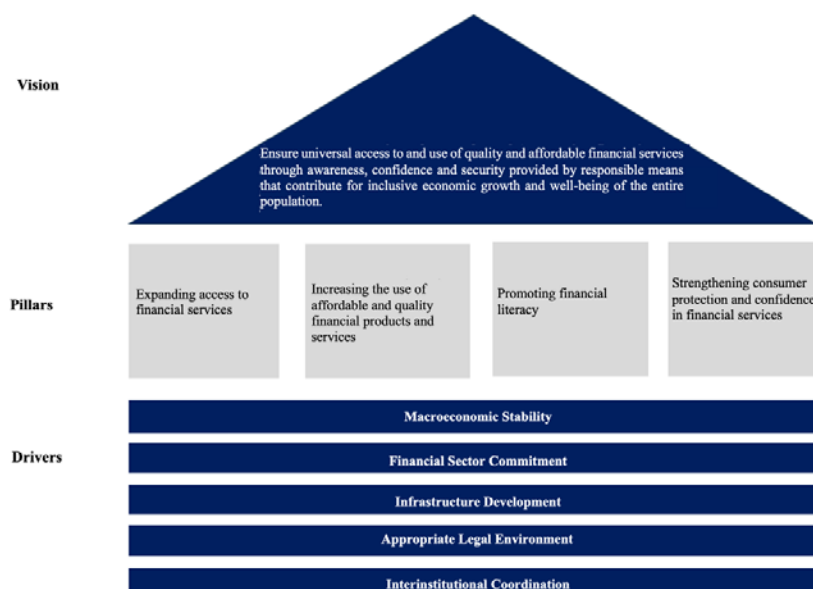 Vision
Ensure universal access to and use of quality and affordable financial services
through awareness, confidence and security provided by responsible means
that contribute for inclusive economic growth and well-being of the entire
population.
Pillars
Expanding access to
financial services
Increasing the use of
affordable and quality
financial products and
services
Promoting financial
literacy
Strengthening consumer
protection and confidence
in financial services
Drivers
Macroeconomic Stability
Financial Sector Commitment
Infrastructure Development
Appropriate Legal Environment
Interinstitutional Coordination